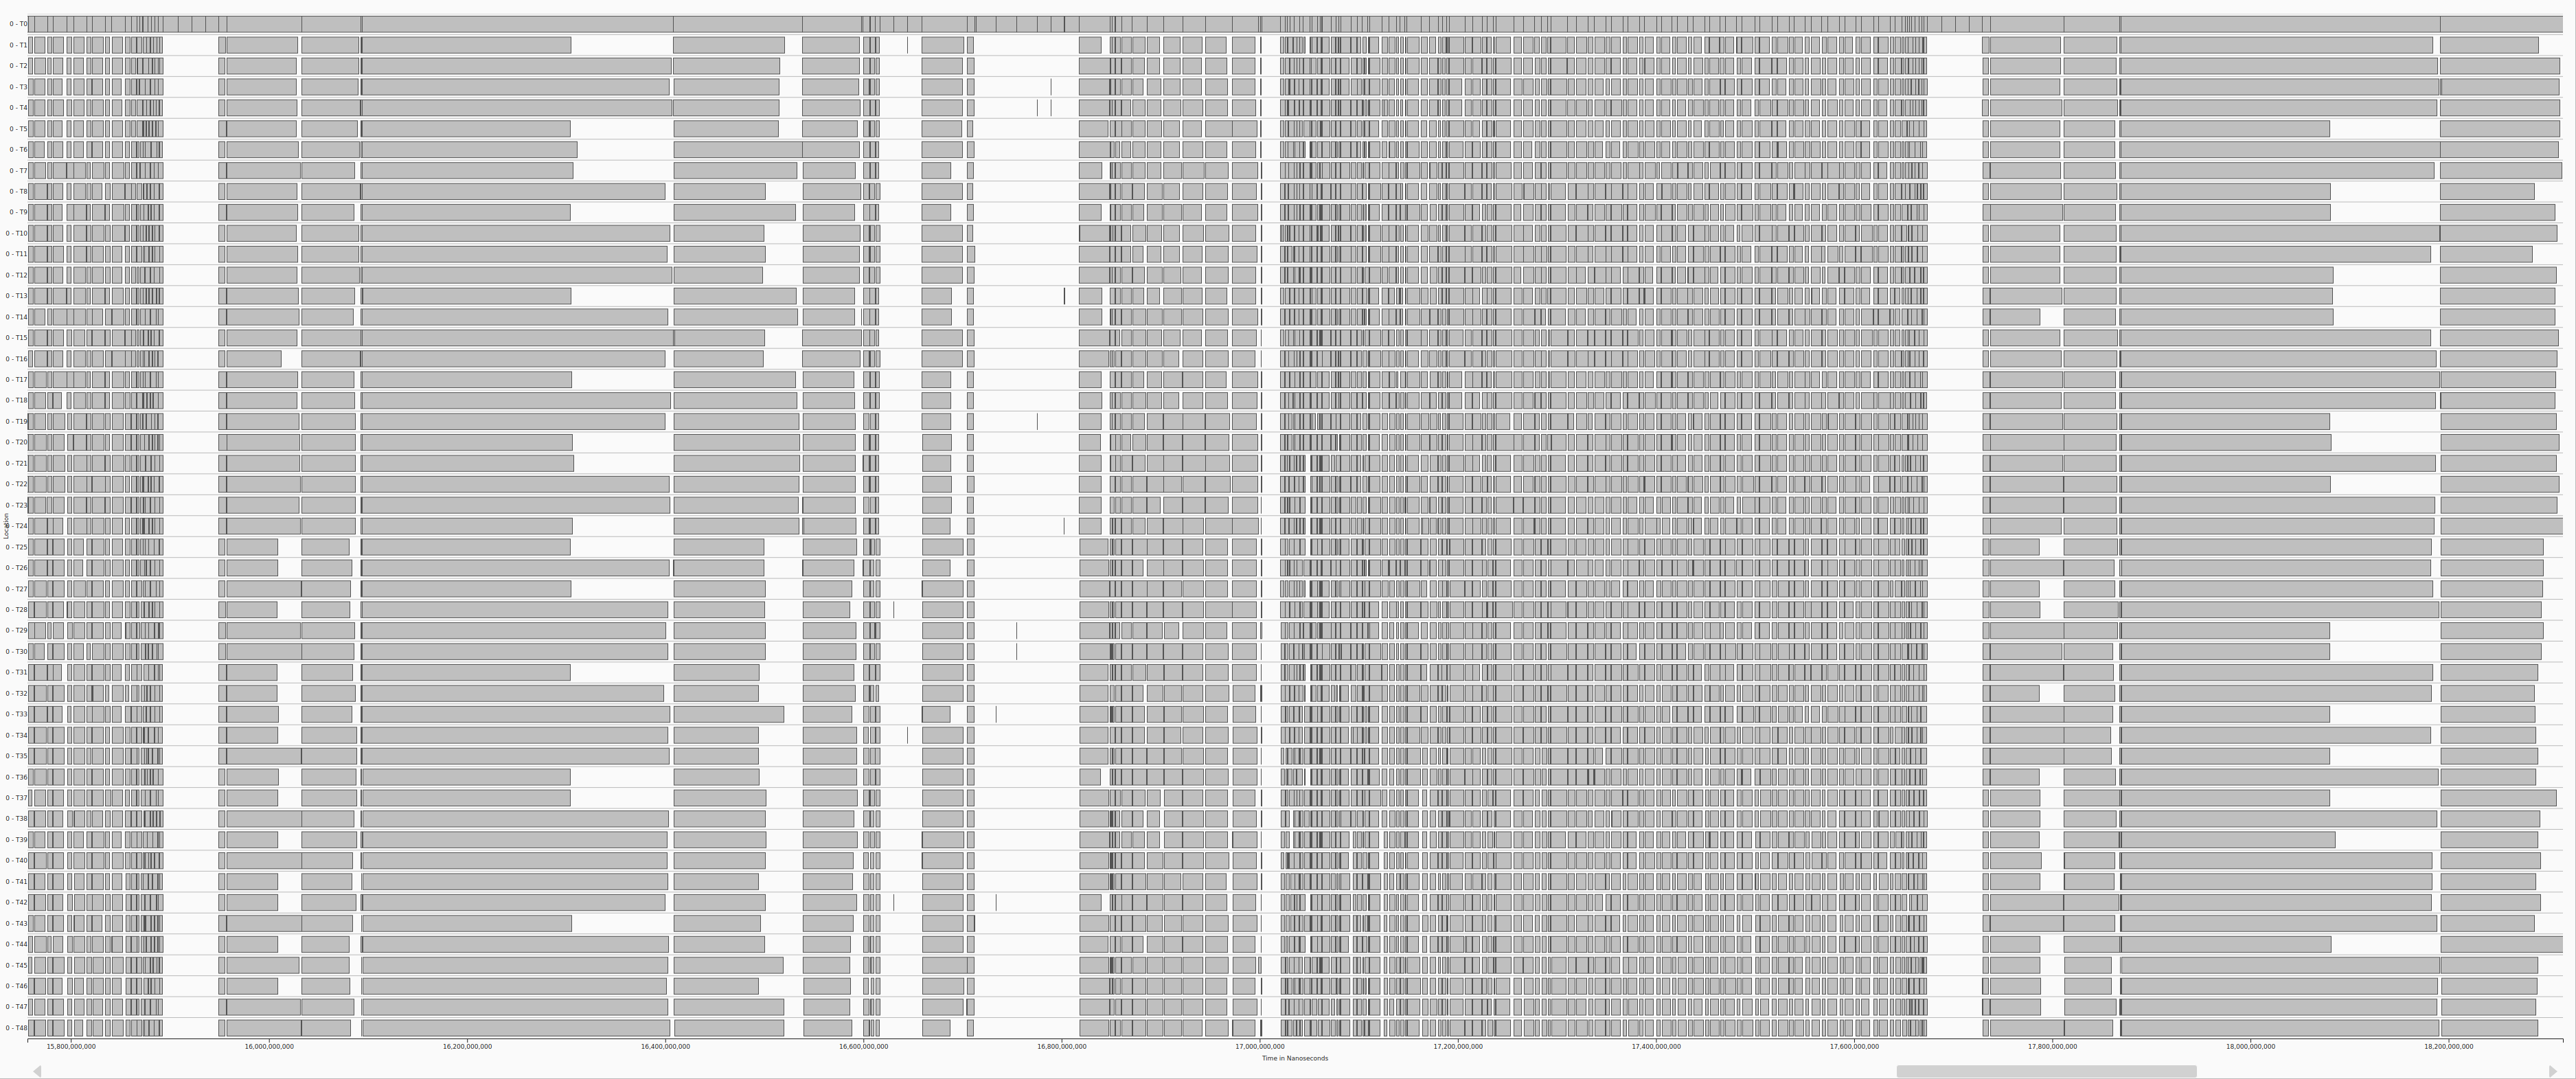 0 - T0
0 - T1
0 - T2
0 - T3
0 - T4
0 - T5
0 - T6
0 - T7
0 - T8
0 - T9
0 - T10
0 - T11
0 - T12
0 - T13
0 - T14
0 - T15
0 - T16
0 - T17
0 - T18
0 - T19
0 - T20
0 - T21
0 - T22
0 - T23
Location
0 - T24
0 - T25
0 - T26
0 - T27
0 - T28
0 - T29
0 - T30
0 - T31
0 - T32
0 - T33
0 - T34
0 - T35
0 - T36
0 - T37
0 - T38
0 - T39
0 - T40
0 - T41
0 - T42
0 - T43
0 - T44
0 - T45
0 - T46
0 - T47
0 - T48
15,800,000,000 16,000,000,000 16,200,000,000 16,400,000,000 16,600,000,000 16,800,000,000 17,000,000,000 17,200,000,000 17,400,000,000 17,600,000,000 17,800,000,000 18,000,000,000 18,200,000,000
Time in Nanoseconds